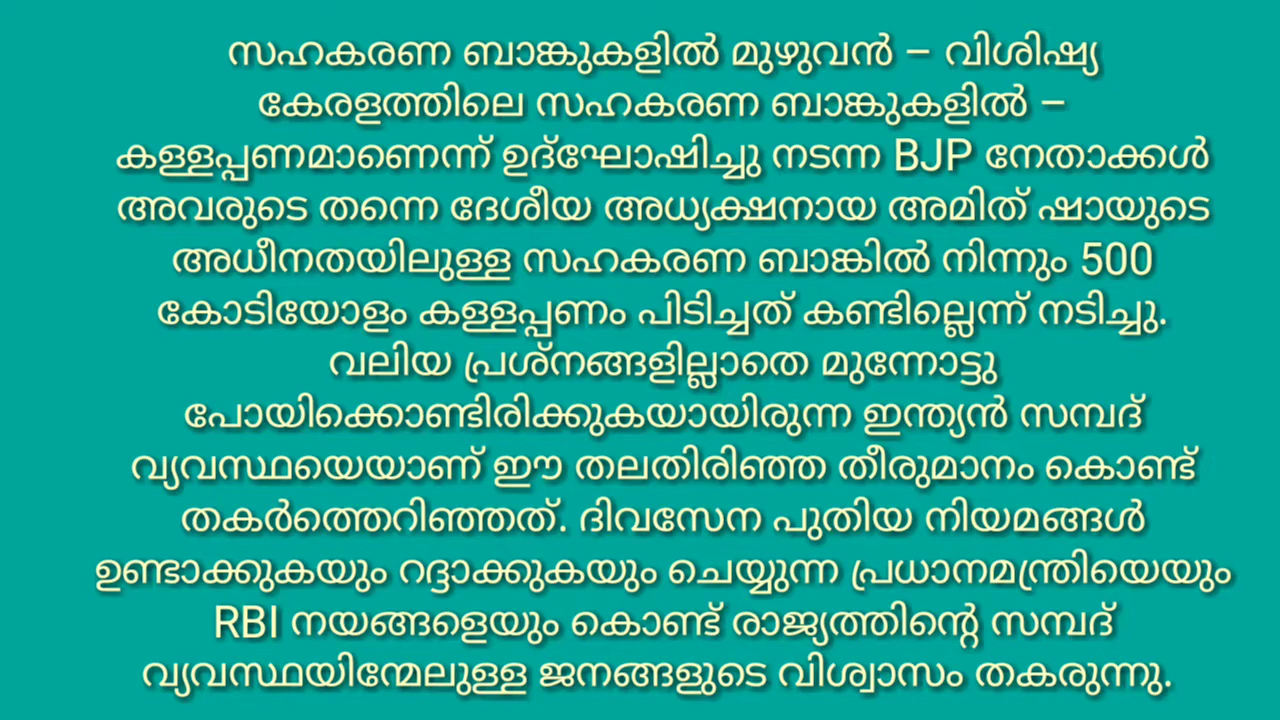 സഹകരണ ബാങ്കുകളിൽ മുഴുവൻ – വിശിഷ്യ
കേരളത്തിലെ സഹകരണ ബാങ്കുകളിൽ –
കള്ളപ്പണമാണെന്ന് ഉദ്ഘോഷിച്ചു നടന്ന BJP നേതാക്കൾ
അവരുടെ തന്നെ ദേശീയ അധ്യക്ഷനായ അമിത് ഷായുടെ
അധീനതയിലുള്ള സഹകരണ ബാങ്കിൽ നിന്നും 500
കോടിയോളം കള്ളപ്പണം പിടിച്ചത് കണ്ടില്ലെന്ന് നടിച്ചു.
വലിയ പ്രശ്നങ്ങളില്ലാതെ മുന്നോട്ടു
പോയിക്കൊണ്ടിരിക്കുകയായിരുന്ന ഇന്ത്യൻ സമ്പദ്
വ്യവസ്ഥയെയാണ് ഈ തലതിരിഞ്ഞ തീരുമാനം കൊണ്ട്
തകർത്തെറിഞ്ഞത്. ദിവസേന പുതിയ നിയമങ്ങൾ
ഉണ്ടാക്കുകയും റദ്ദാക്കുകയും ചെയ്യുന്ന പ്രധാനമന്ത്രിയെയും
RBI നയങ്ങളെയും കൊണ്ട് രാജ്യത്തിന്റെ സമ്പദ്
വ്യവസ്ഥയിന്മേലുള്ള ജനങ്ങളുടെ വിശ്വാസം തകരുന്നു.